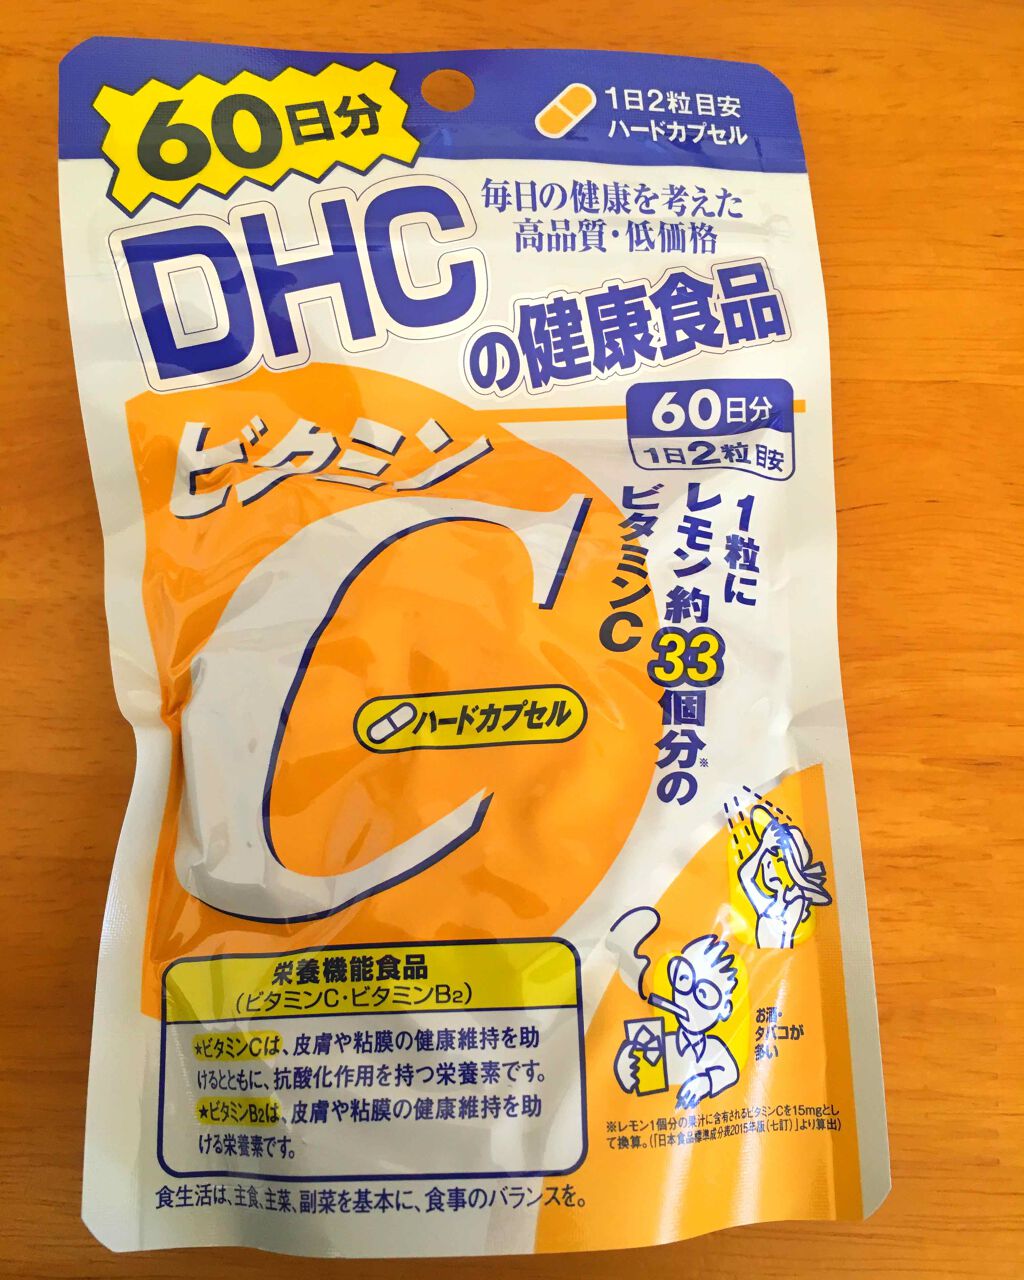 60日分
1日2粒目安
ハードカプセル
毎日の健康を考えた
高品質・低価格
DHC
の健康食品
60日分
1日2粒目安
ビタミン
C
1粒に
レモン約33個分の※
ビタミンC
ハードカプセル
栄養機能食品
(ビタミンC・ビタミンB2)
★ビタミンCは、皮膚や粘膜の健康維持を助
けるとともに、抗酸化作用を持つ栄養素です。
★ビタミンB2は、皮膚や粘膜の健康維持を助
ける栄養素です。
お酒・
タバコが
多い
※レモン1個分の果汁に含有されるビタミンCを15mgとし
て換算。(「日本食品標準成分表2015年版(七訂)」より算出)
食生活は、主食、主菜、副菜を基本に、食事のバランスを。